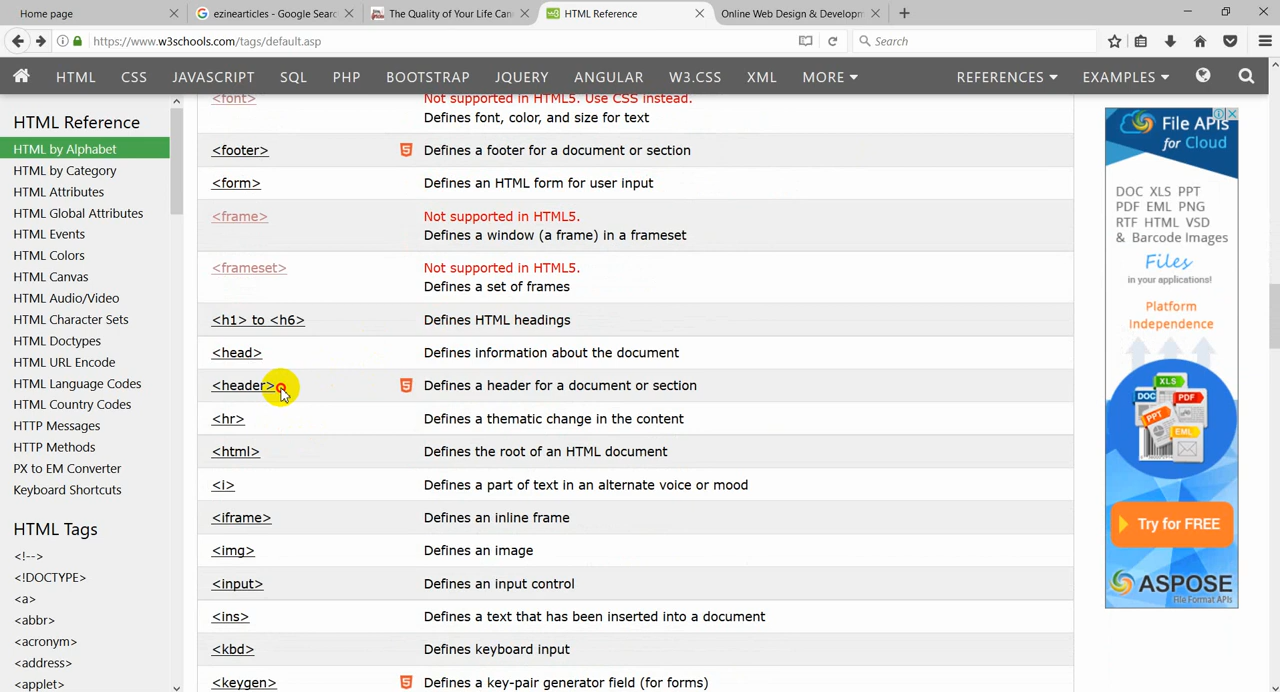 Home page
ezinearticles - Google Searc
The Quality of Your Life Can
HTML Reference
Online Web Design & Developm
https://www.w3schools.com/tags/default.asp
Search
HTML CSS JAVASCRIPT SQL PHP BOOTSTRAP JQUERY ANGULAR W3.CSS XML MORE REFERENCES EXAMPLES
HTML Reference
HTML by Alphabet
HTML by Category
HTML Attributes
HTML Global Attributes
HTML Events
HTML Colors
HTML Canvas
HTML Audio/Video
HTML Character Sets
HTML Doctypes
HTML URL Encode
HTML Language Codes
HTML Country Codes
HTTP Messages
HTTP Methods
PX to EM Converter
Keyboard Shortcuts
HTML Tags
<!-->
<!DOCTYPE>
<a>
<abbr>
<acronym>
<address>
<applet>
<font> Not supported in HTML5. Use CSS instead.
Defines font, color, and size for text
<footer> 5 Defines a footer for a document or section
<form> Defines an HTML form for user input
<frame> Not supported in HTML5.
Defines a window (a frame) in a frameset
<frameset> Not supported in HTML5.
Defines a set of frames
<h1> to <h6> Defines HTML headings
<head> Defines information about the document
<header> 5 Defines a header for a document or section
<hr> Defines a thematic change in the content
<html> Defines the root of an HTML document
<i> Defines a part of text in an alternate voice or mood
<iframe> Defines an inline frame
<img> Defines an image
<input> Defines an input control
<ins> Defines a text that has been inserted into a document
<kbd> Defines keyboard input
<keygen> 5 Defines a key-pair generator field (for forms)
File APIs
for Cloud
DOC XLS PPT
PDF EML PNG
RTF HTML VSD
& Barcode Images
Files
in your applications!
Platform
Independence
XLS
DOC
PDF
PPT
EML
Try for FREE
ASPOSE
File Format APIs